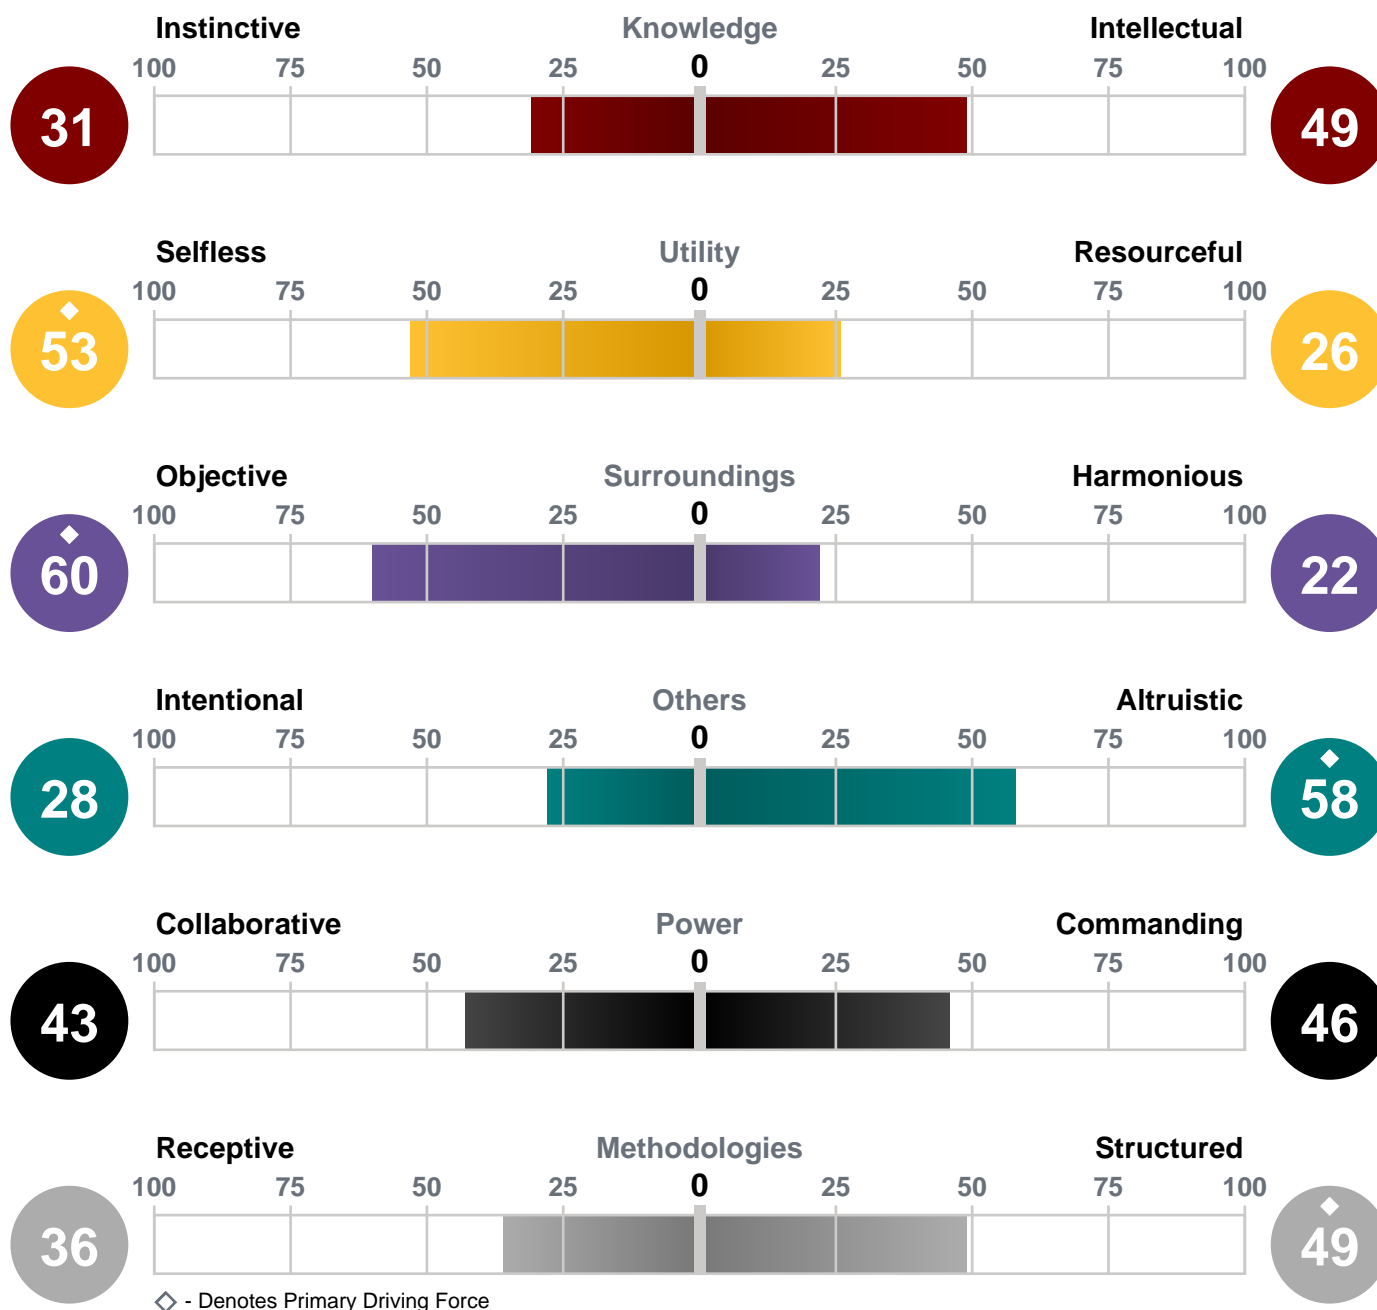 Instinctive Knowledge Intellectual
100 75 50 25 0 25 50 75 100
31 49
Selfless Utility Resourceful
100 75 50 25 0 25 50 75 100
53 26
Objective Surroundings Harmonious
100 75 50 25 0 25 50 75 100
60 22
Intentional Others Altruistic
100 75 50 25 0 25 50 75 100
28 58
Collaborative Power Commanding
100 75 50 25 0 25 50 75 100
43 46
Receptive Methodologies Structured
100 75 50 25 0 25 50 75 100
36 49
- Denotes Primary Driving Force